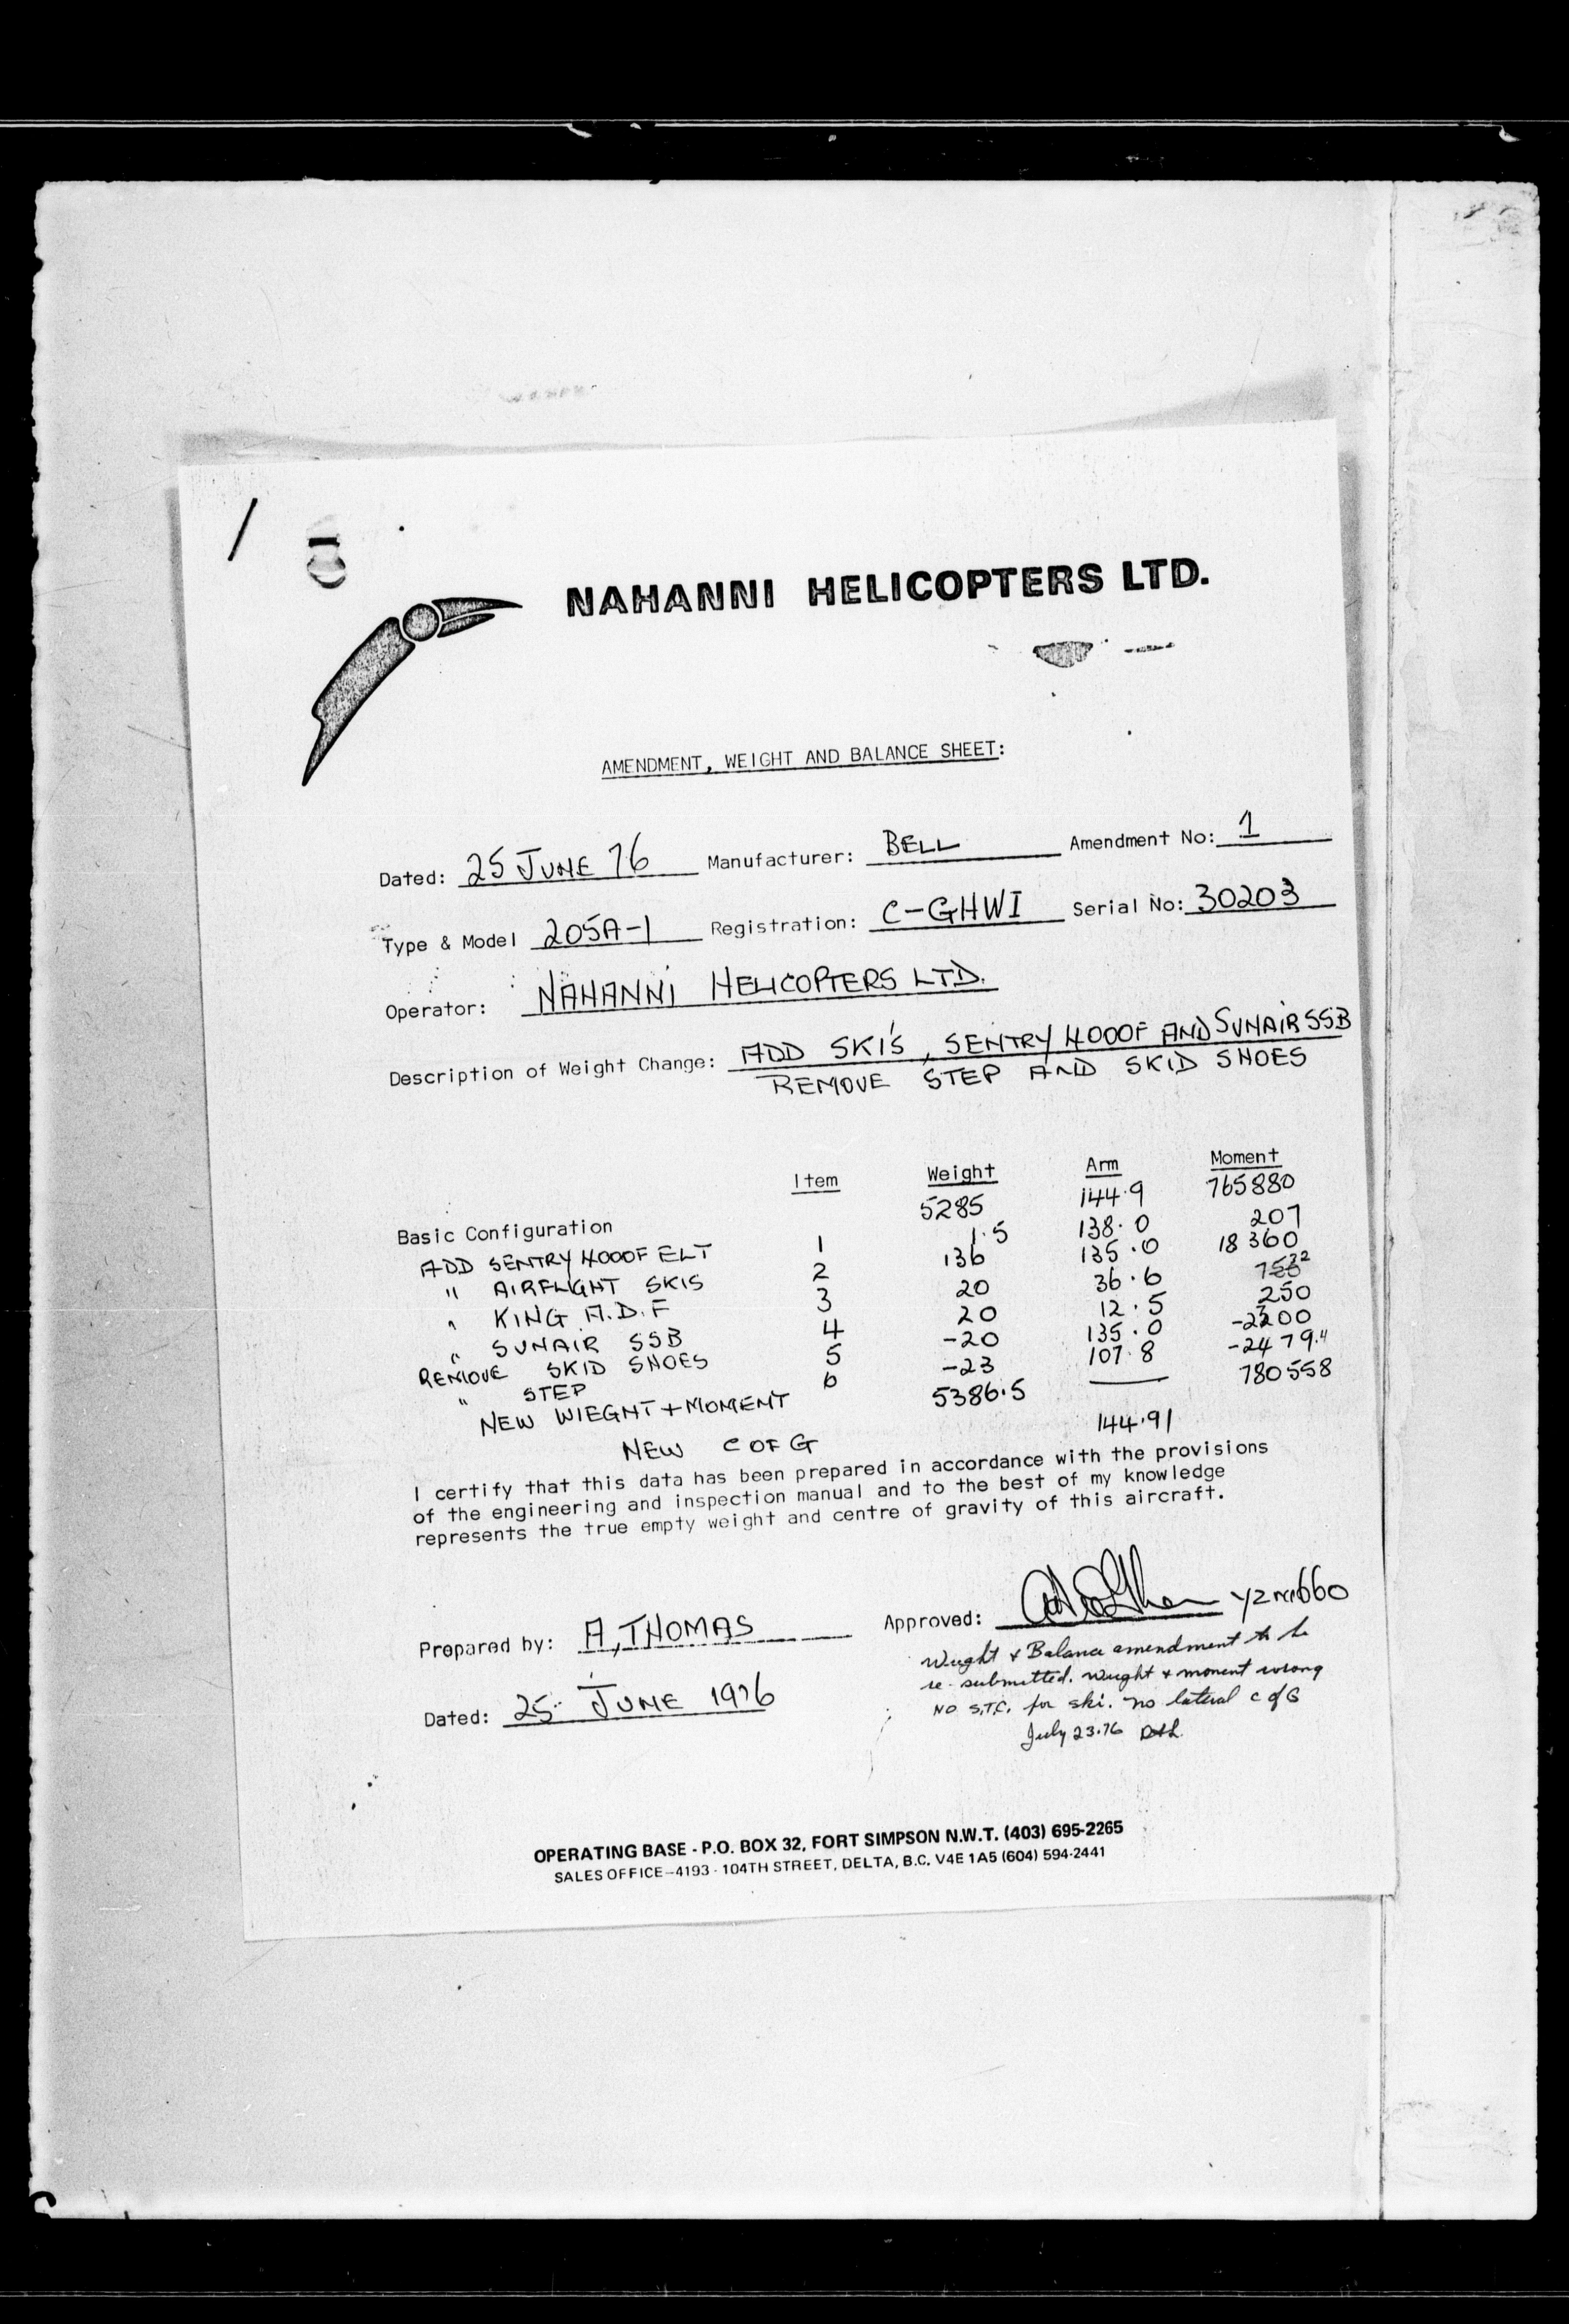 NAHANNI HELICOPTERS LTD.
AMENDMENT, WEIGHT AND BALANCE SHEET:
Dated: 25 JUNE 76 Manufacturer: BELL Amendment No: 1
Type & Model 205A-1 Registration: C-GHWI Serial No: 30203
Operator: NAHANNI HELICOPTERS LTD.
Description of Weight Change: ADD SKI'S, SENTRY 4000F AND SUNAIR SSB
REMOVE STEP AND SKID SHOES
Item Weight Arm Moment
Basic Configuration 5285 144.9 765880
ADD SENTRY 4000F ELT 1 1.5 138.0 207
" AIRFLIGHT SKIS 2 136 135.0 18360
" KING A.D.F 3 20 36.6
" SUNAIR SSB 4 20 12.5 250
REMOVE SKID SHOES 5 -20 135.0
" STEP 6 -23 107.8 -2479.4
NEW WIEGHT + MOMENT 5386.5 780558
NEW C OF G 144.91
I certify that this data has been prepared in accordance with the provisions
of the engineering and inspection manual and to the best of my knowledge
represents the true empty weight and centre of gravity of this aircraft.
Prepared by: A, THOMAS Approved:
Dated: 25 JUNE 1976
Weight & Balance amendment to be
re-submitted. Weight & moment wrong
NO S.T.C. for ski. no lateral C of G
July 23.76
OPERATING BASE - P.O. BOX 32, FORT SIMPSON N.W.T. (403) 695-2265
SALES OFFICE-4193 - 104TH STREET, DELTA, B.C. V4E 1A5 (604) 594-2441